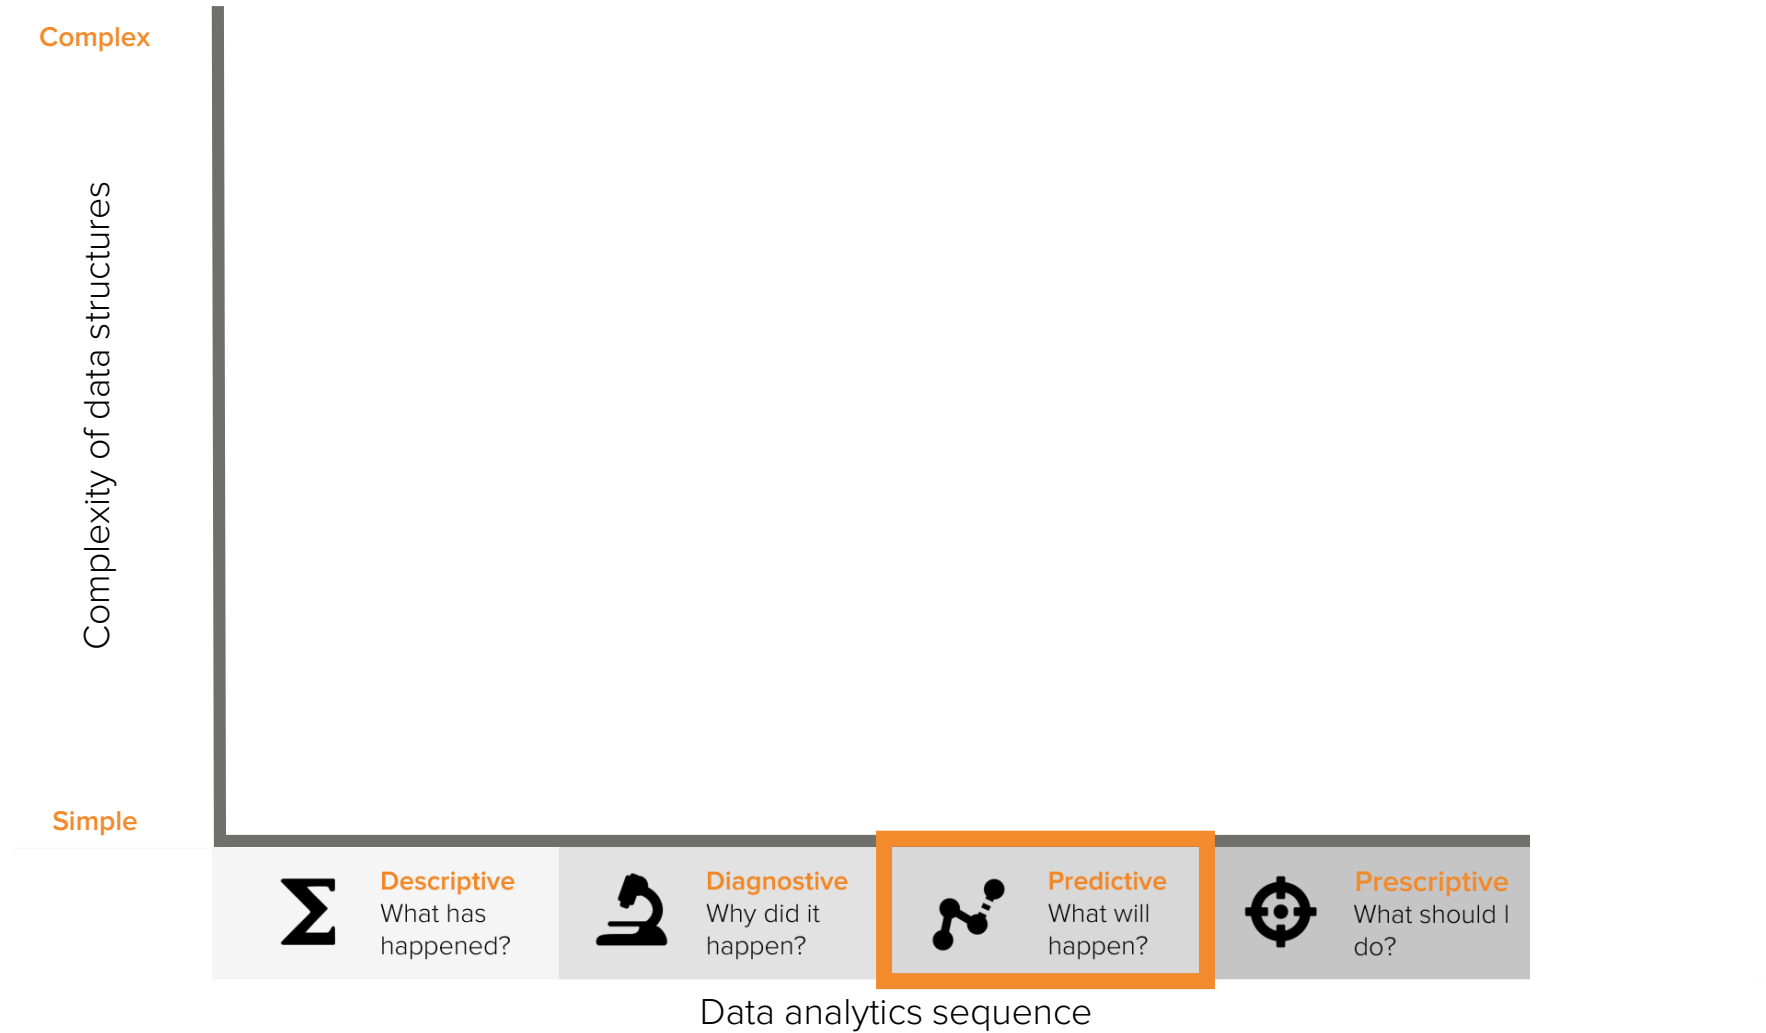 Complex
Complexity of data structures
Simple
Descriptive
What has
happened?
Diagnostive
Why did it
happen?
Predictive
What will
happen?
Prescriptive
What should I
do?
Data analytics sequence